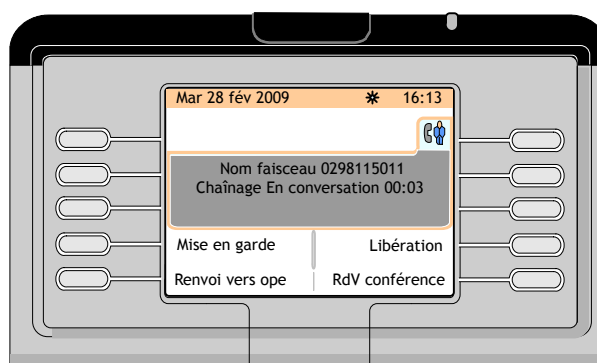 Mar 28 fév 2009 16:13
Nom faisceau 0298115011
Chaînage En conversation 00:03
Mise en garde Libération
Renvoi vers ope RdV conférence